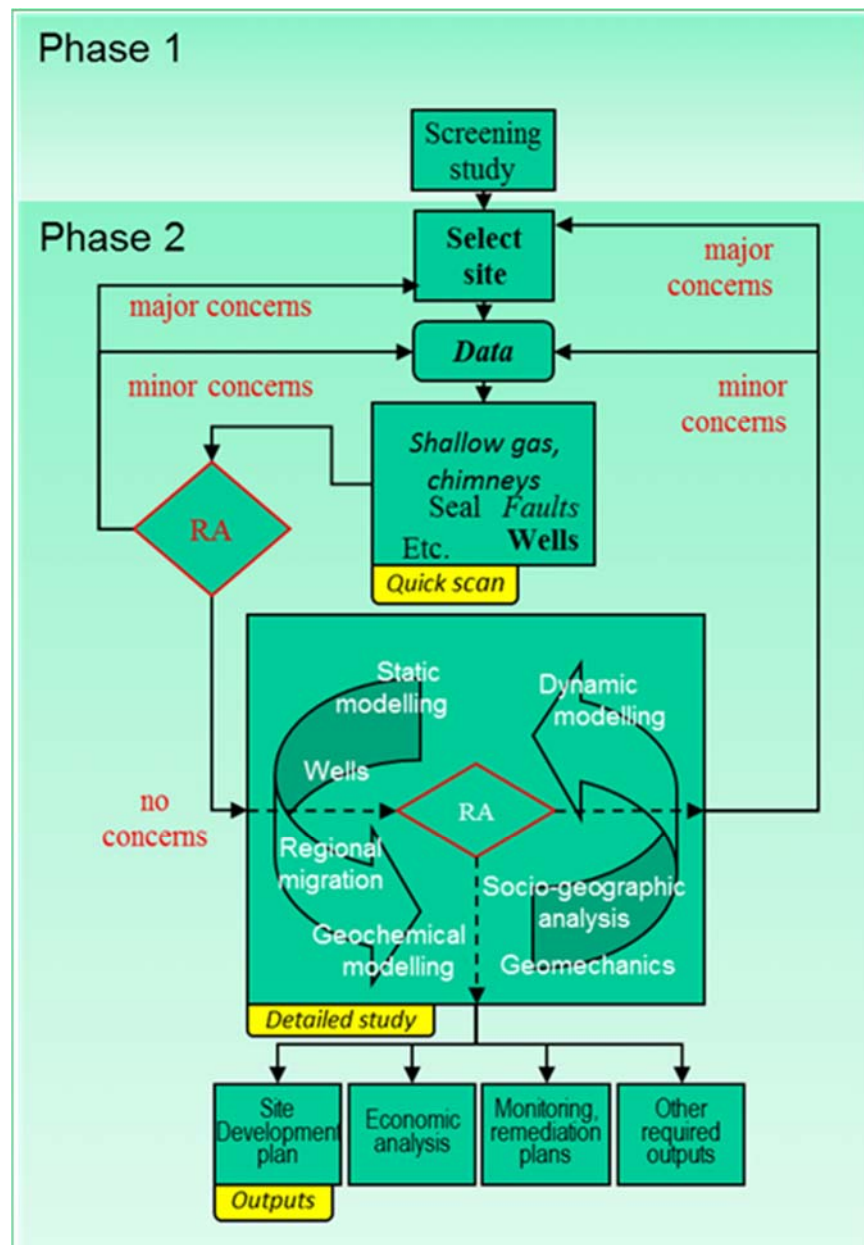 Phase 1
Screening
study
Phase 2
Select
site
major
concerns
major concerns
Data
minor concerns
minor
concerns
Shallow gas,
chimneys
Seal Faults
Etc. Wells
Quick scan
RA
Static
modelling
Dynamic
modelling
Wells
no
concerns
RA
Regional
migration
Socio-geographic
analysis
Geochemical
modelling
Geomechanics
Detailed study
Site
Development
plan
Economic
analysis
Monitoring,
remediation
plans
Other
required
outputs
Outputs